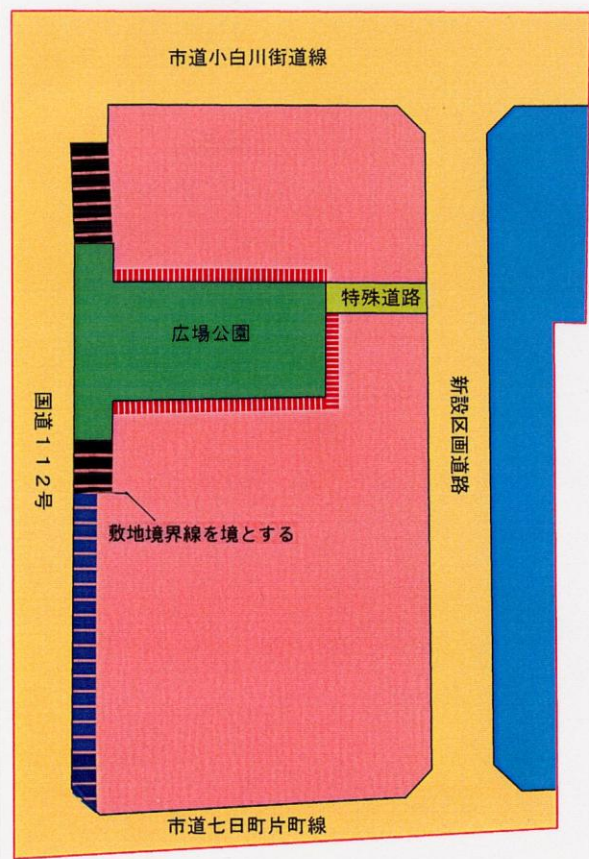 市道小白川街道線
特殊道路
広場公園
国道112号
新設区画道路
敷地境界線を境とする
市道七日町片町線